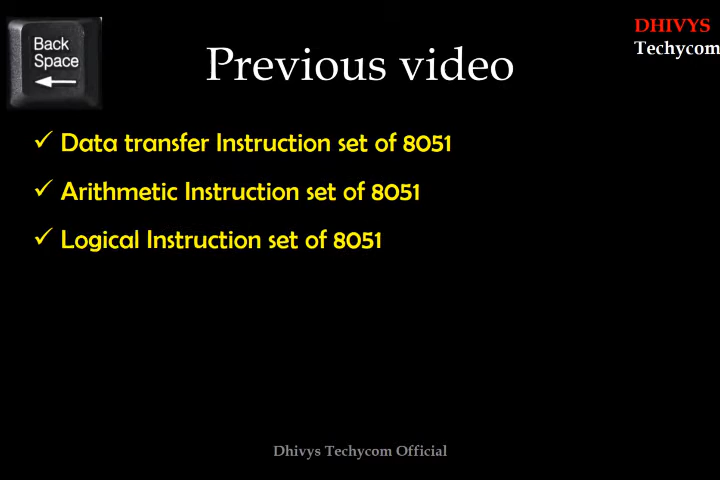 Back
Space
Previous video
DHIVYS
Techycom
✓ Data transfer Instruction set of 8051
✓ Arithmetic Instruction set of 8051
✓ Logical Instruction set of 8051
Dhivys Techycom Official